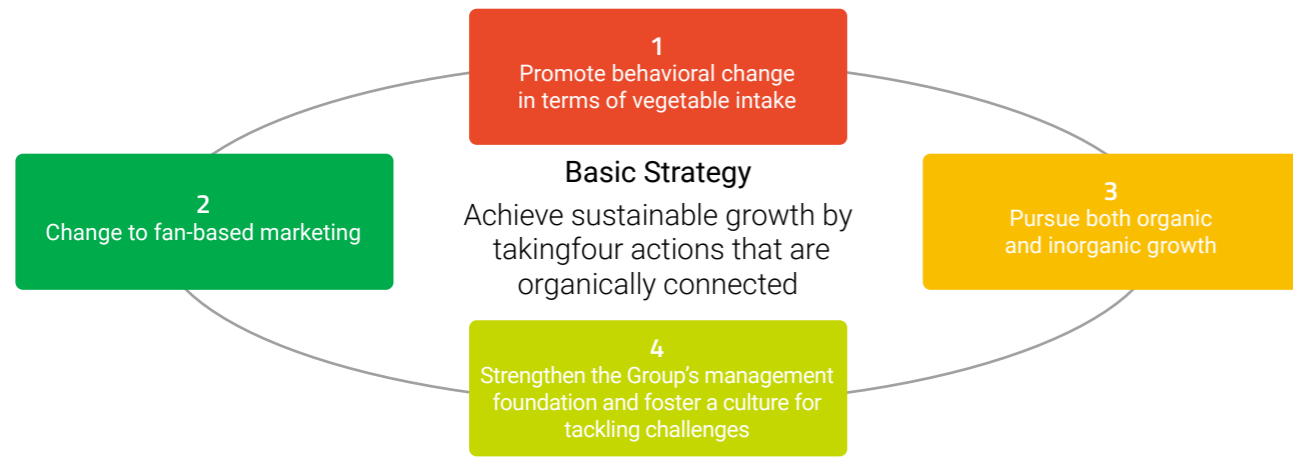 1
Promote behavioral change
in terms of vegetable intake
2
Change to fan-based marketing
Basic Strategy
Achieve sustainable growth by
takingfour actions that are
organically connected
3
Pursue both organic
and inorganic growth
4
Strengthen the Group’s management
foundation and foster a culture for
tackling challenges